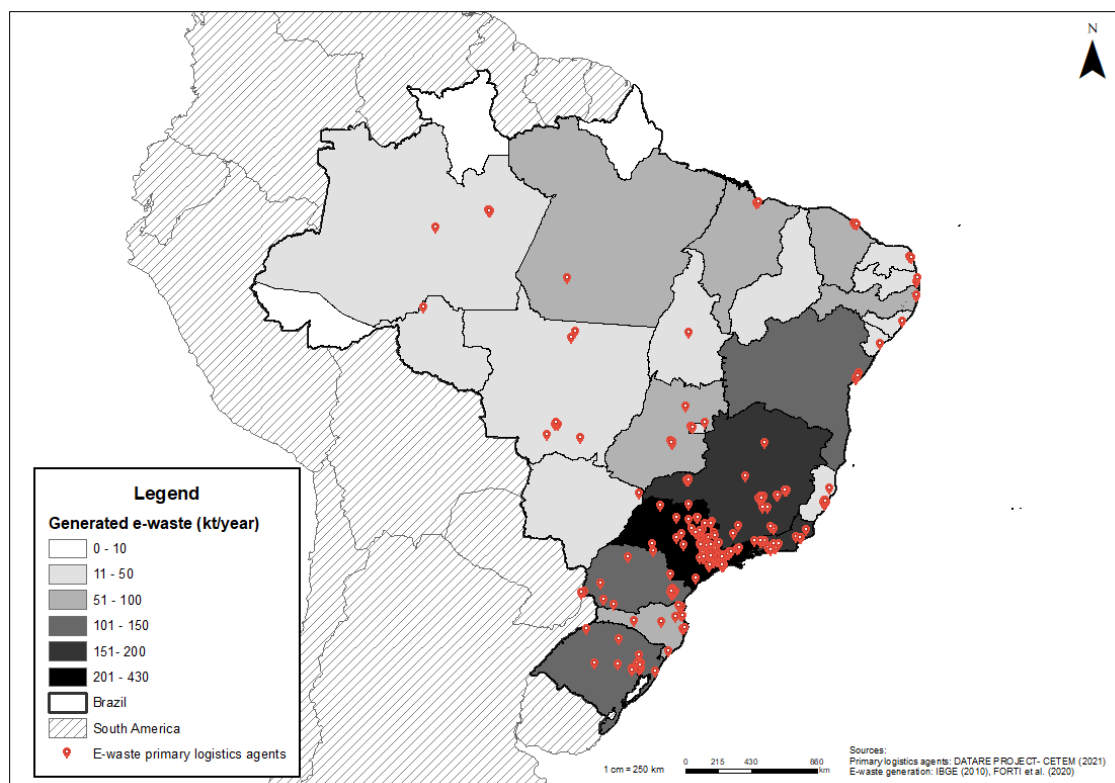 N
Legend
Generated e-waste (kt/year)
0 - 10
11 - 50
51 - 100
101 - 150
151- 200
201 - 430
Brazil
South America
E-waste primary logistics agents
1 cm = 250 km
0 215 430 860
km
Sources:
Primary logistics agents: DATARE PROJECT- CETEM (2021)
E-waste generation: IBGE (2010), FORTI et al. (2020)